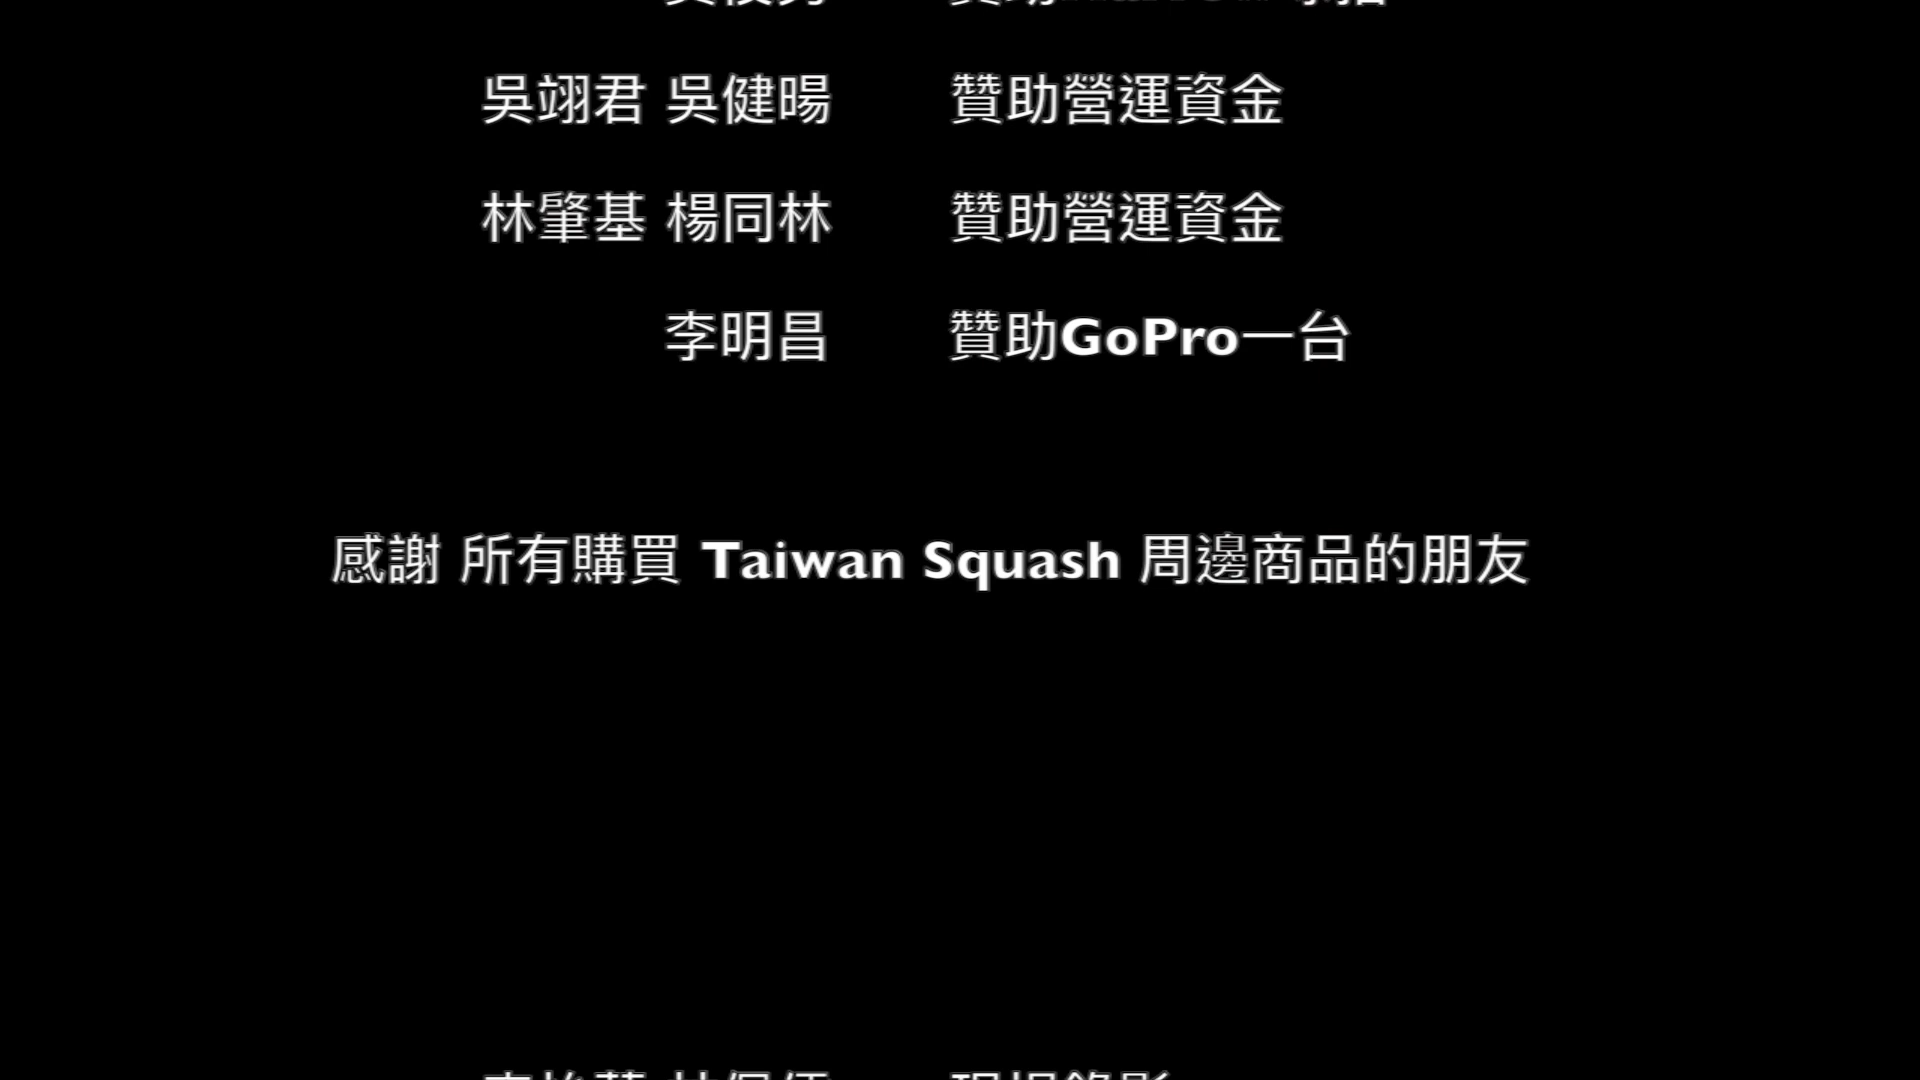 吳翊君 吳健暘 贊助營運資金
林肇基 楊同林 贊助營運資金
李明昌 贊助GoPro一台
感謝 所有購買 Taiwan Squash 周邊商品的朋友